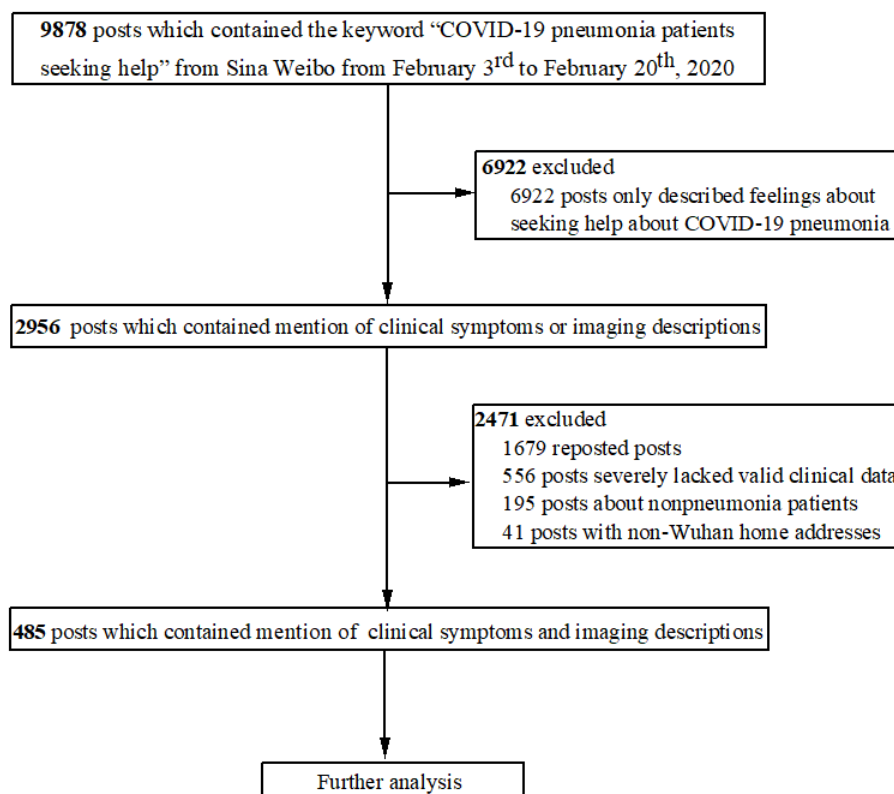 9878 posts which contained the keyword “COVID-19 pneumonia patients
seeking help” from Sina Weibo from February 3rd to February 20th, 2020
6922 excluded
6922 posts only described feelings about
seeking help about COVID-19 pneumonia
2956 posts which contained mention of clinical symptoms or imaging descriptions
2471 excluded
1679 reposted posts
556 posts severely lacked valid clinical data
195 posts about nonpneumonia patients
41 posts with non-Wuhan home addresses
485 posts which contained mention of clinical symptoms and imaging descriptions
Further analysis